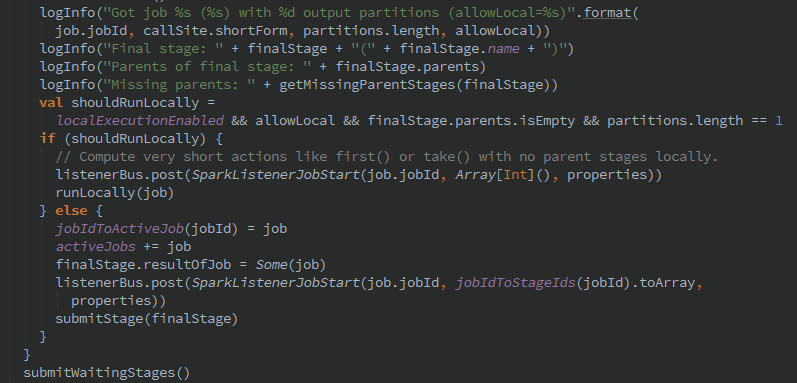 logInfo("Got job %s (%s) with %d output partitions (allowLocal=%s)".format(
job.jobId, callSite.shortForm, partitions.length, allowLocal))
logInfo("Final stage: " + finalStage + "(" + finalStage.name + ")")
logInfo("Parents of final stage: " + finalStage.parents)
logInfo("Missing parents: " + getMissingParentStages(finalStage))
val shouldRunLocally =
localExecutionEnabled && allowLocal && finalStage.parents.isEmpty && partitions.length == 1
if (shouldRunLocally) {
// Compute very short actions like first() or take() with no parent stages locally.
listenerBus.post(SparkListenerJobStart(job.jobId, Array[Int](), properties))
runLocally(job)
} else {
jobIdToActiveJob(jobId) = job
activeJobs += job
finalStage.resultOfJob = Some(job)
listenerBus.post(SparkListenerJobStart(job.jobId, jobIdToStageIds(jobId).toArray,
properties))
submitStage(finalStage)
}
}
submitWaitingStages()